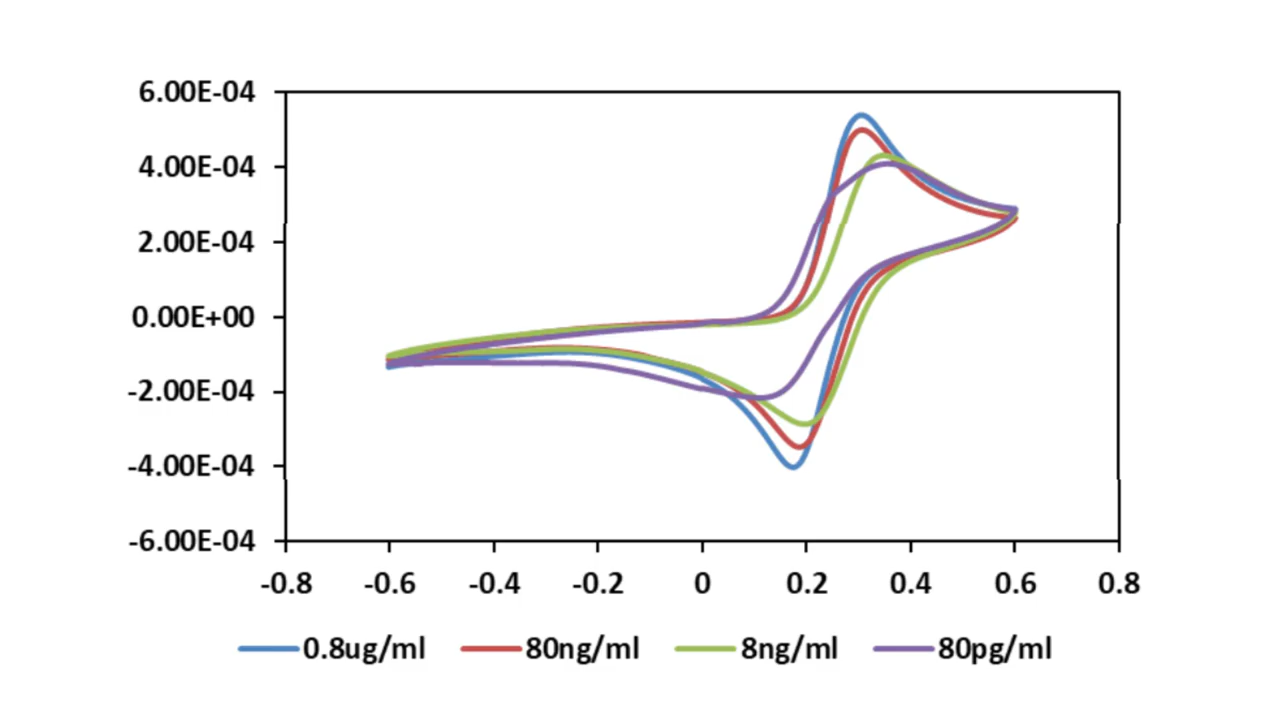 6.00E-04
4.00E-04
2.00E-04
0.00E+00
-2.00E-04
-4.00E-04
-6.00E-04
-0.8 -0.6 -0.4 -0.2 0 0.2 0.4 0.6 0.8
0.8ug/ml 80ng/ml 8ng/ml 80pg/ml